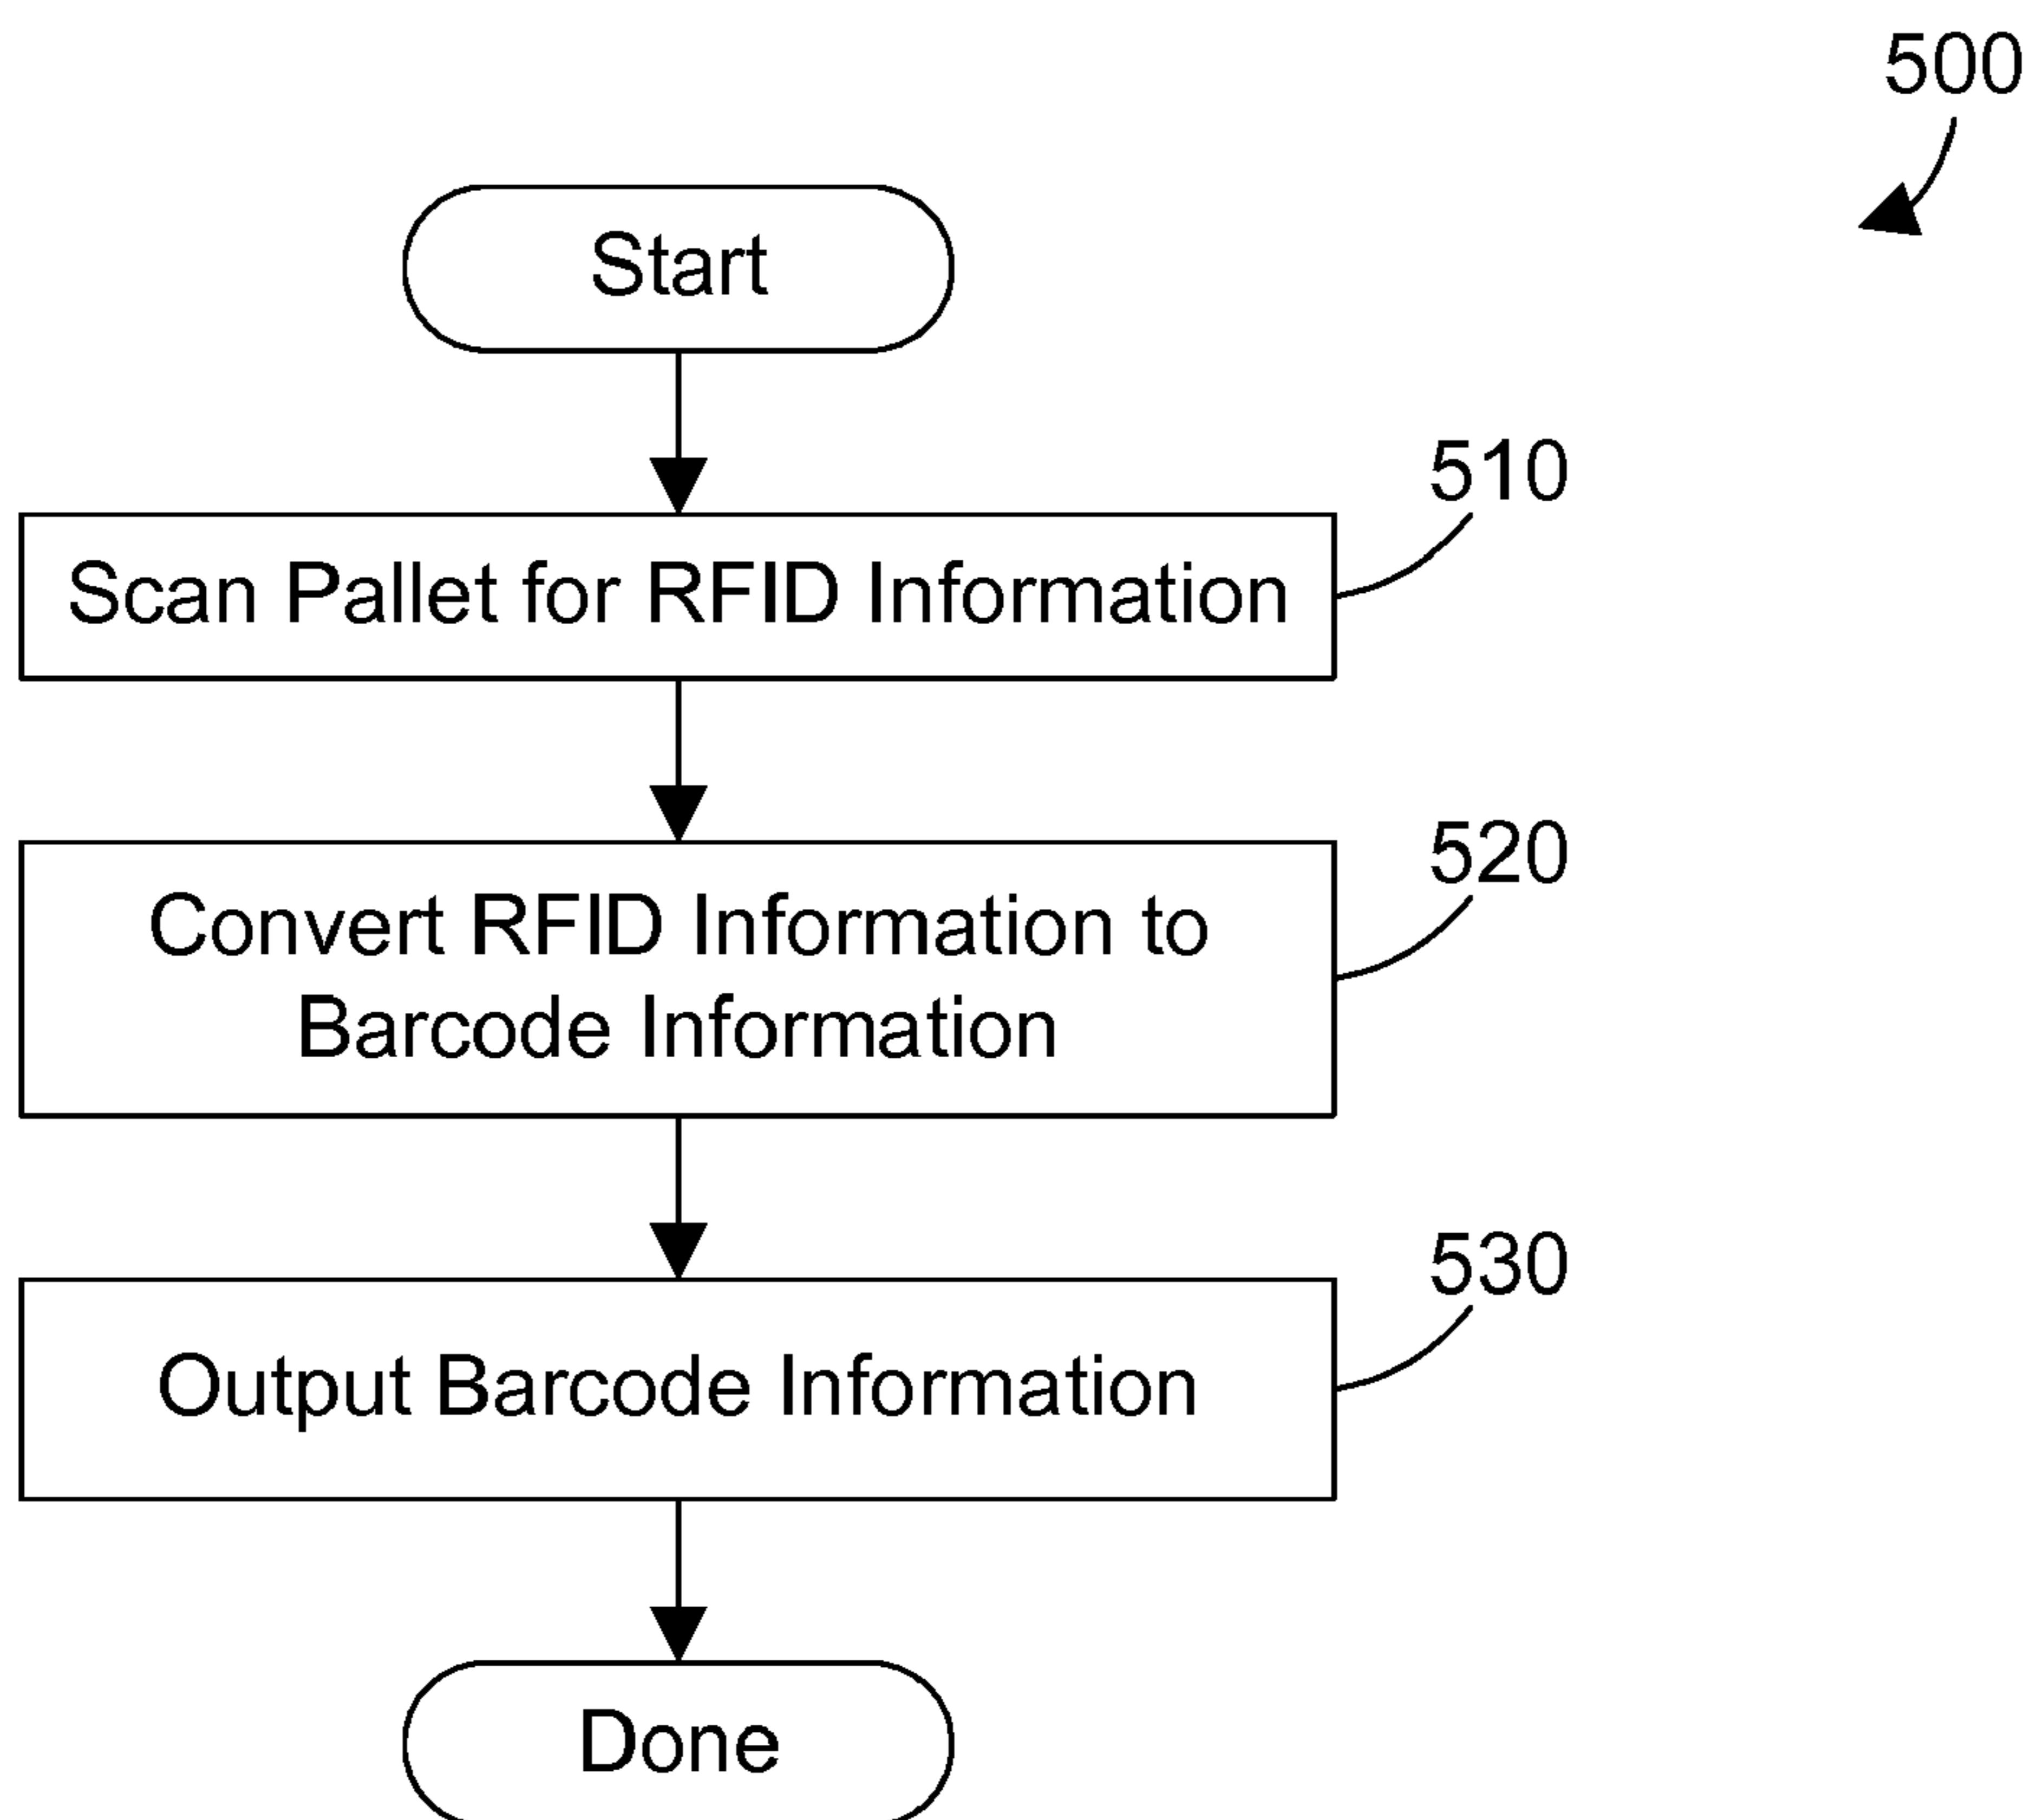 500
Start
510
Scan Pallet for RFID Information
520
Convert RFID Information to
Barcode Information
530
Output Barcode Information
Done